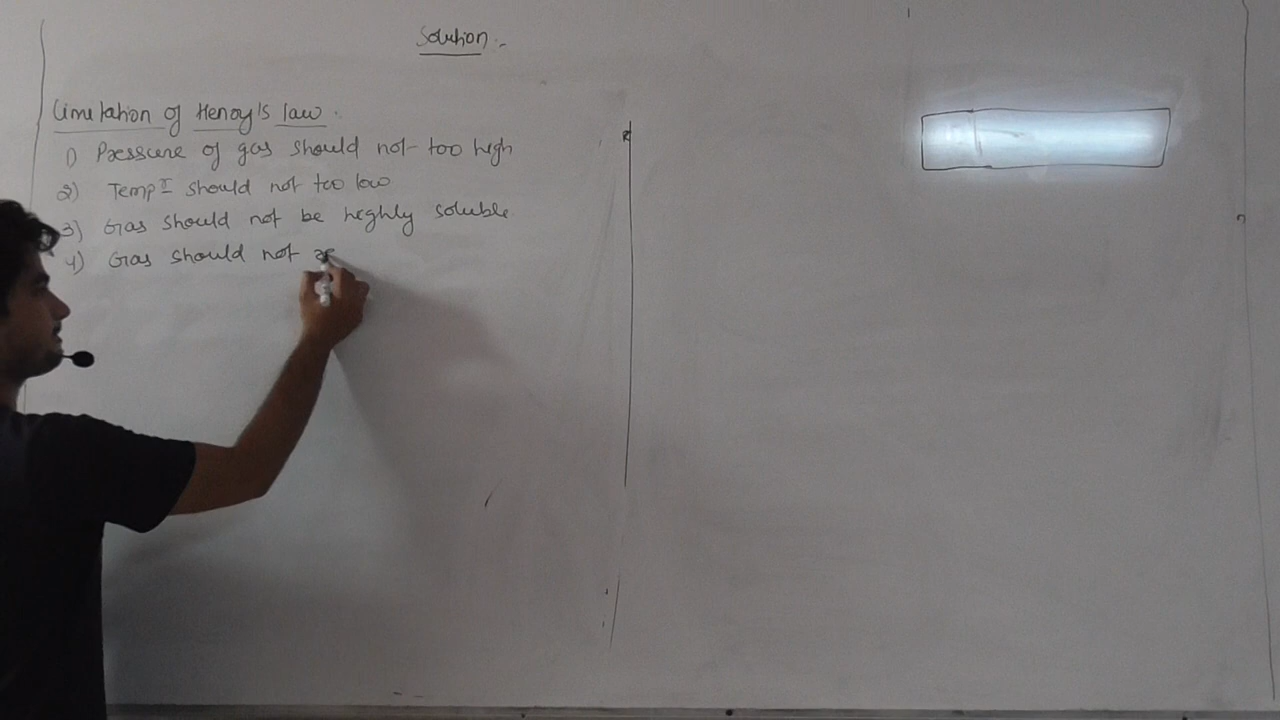 Solution :-
Limitation of Henry's law.
1) Pressure of gas should not too high
2) Temp^r should not too low
3) Gas should not be highly soluble.
4) Gas should not